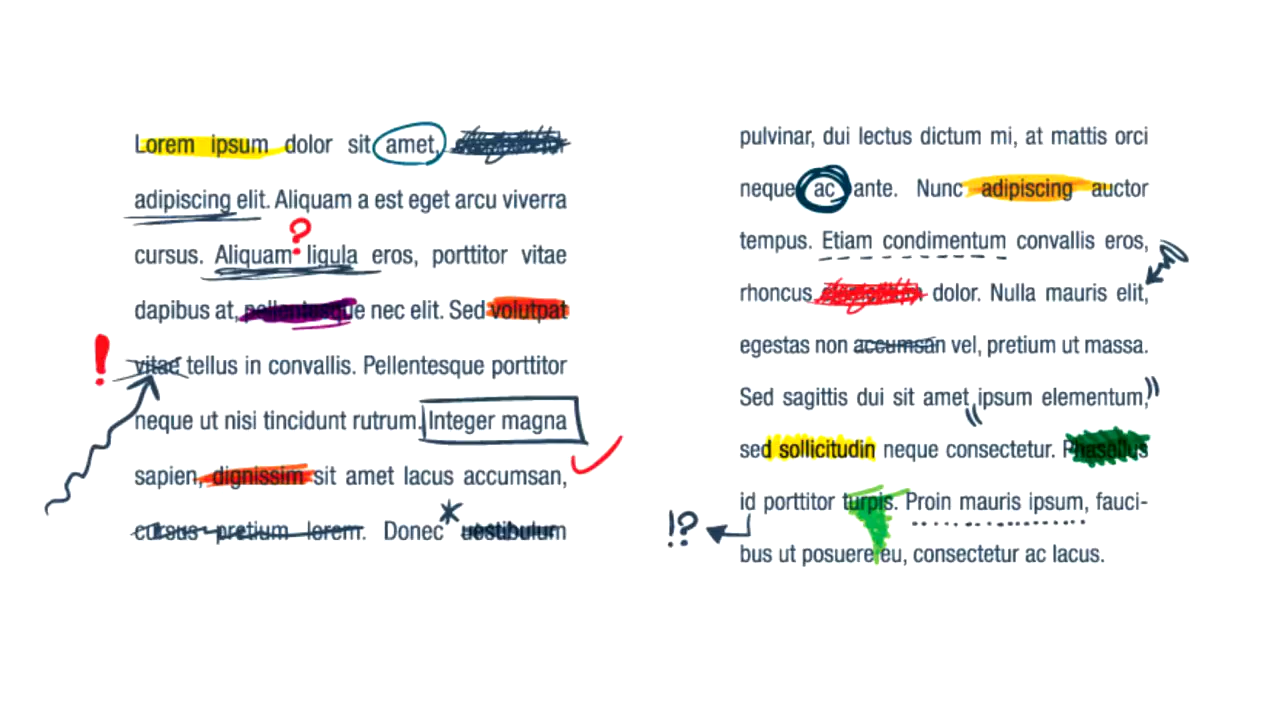 Lorem ipsum dolor sit amet,
adipiscing elit. Aliquam a est eget arcu viverra
?
cursus. Aliquam ligula eros, porttitor vitae
dapibus at, pellentesque nec elit. Sed volutpat
!
vitae tellus in convallis. Pellentesque porttitor
neque ut nisi tincidunt rutrum. Integer magna
sapien, dignissim sit amet lacus accumsan,
*
cursus pretium lorem. Donec vestibulum
pulvinar, dui lectus dictum mi, at mattis orci
neque ac ante. Nunc adipiscing auctor
tempus. Etiam condimentum convallis eros,
rhoncus dolor. Nulla mauris elit,
egestas non accumsan vel, pretium ut massa.
Sed sagittis dui sit amet ipsum elementum,
sed sollicitudin neque consectetur. Phasellus
id porttitor turpis. Proin mauris ipsum, fauci-
!?
bus ut posuere eu, consectetur ac lacus.